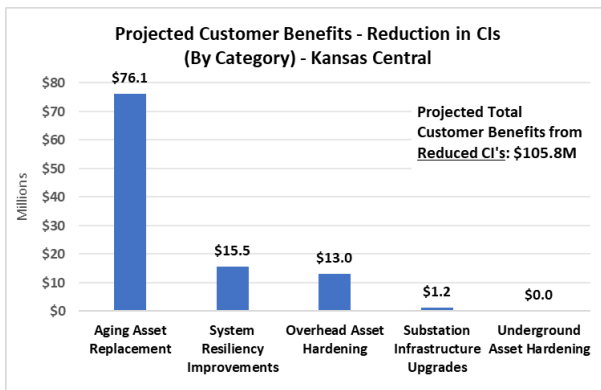 Projected Customer Benefits - Reduction in CIs
(By Category) - Kansas Central
$76.1
$80
$70
$60
$50
$40
$30
$20
$10
$0
Millions
Projected Total
Customer Benefits from
Reduced CI's: $105.8M
$15.5
$13.0
$1.2
$0.0
Aging Asset
Replacement
System
Resiliency
Improvements
Overhead Asset
Hardening
Substation
Infrastructure
Upgrades
Underground
Asset Hardening